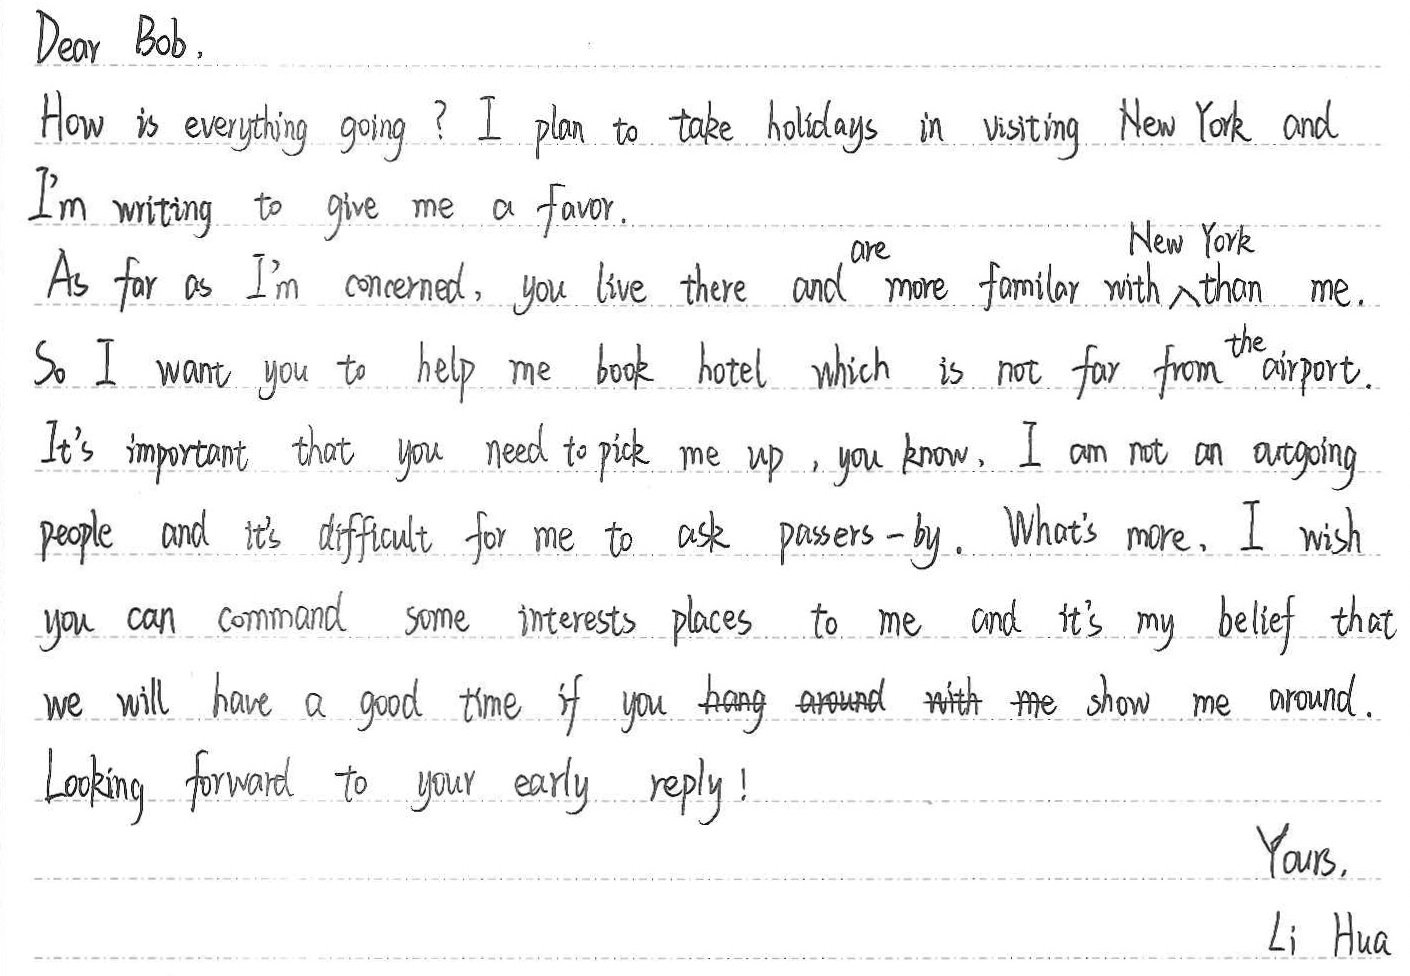 Dear Bob,
How is everything going? I plan to take holidays in visiting New York and
I'm writing to give me a favor.
As far as I'm concerned, you live there and are more familar with New York than me.
So I want you to help me book hotel which is not far from the airport.
It's important that you need to pick me up, you know, I am not an outgoing
people and it's difficult for me to ask passers-by. What's more, I wish
you can command some interests places to me and it's my belief that
we will have a good time if you hang around with me show me around.
Looking forward to your early reply!
Yours,
Li Hua